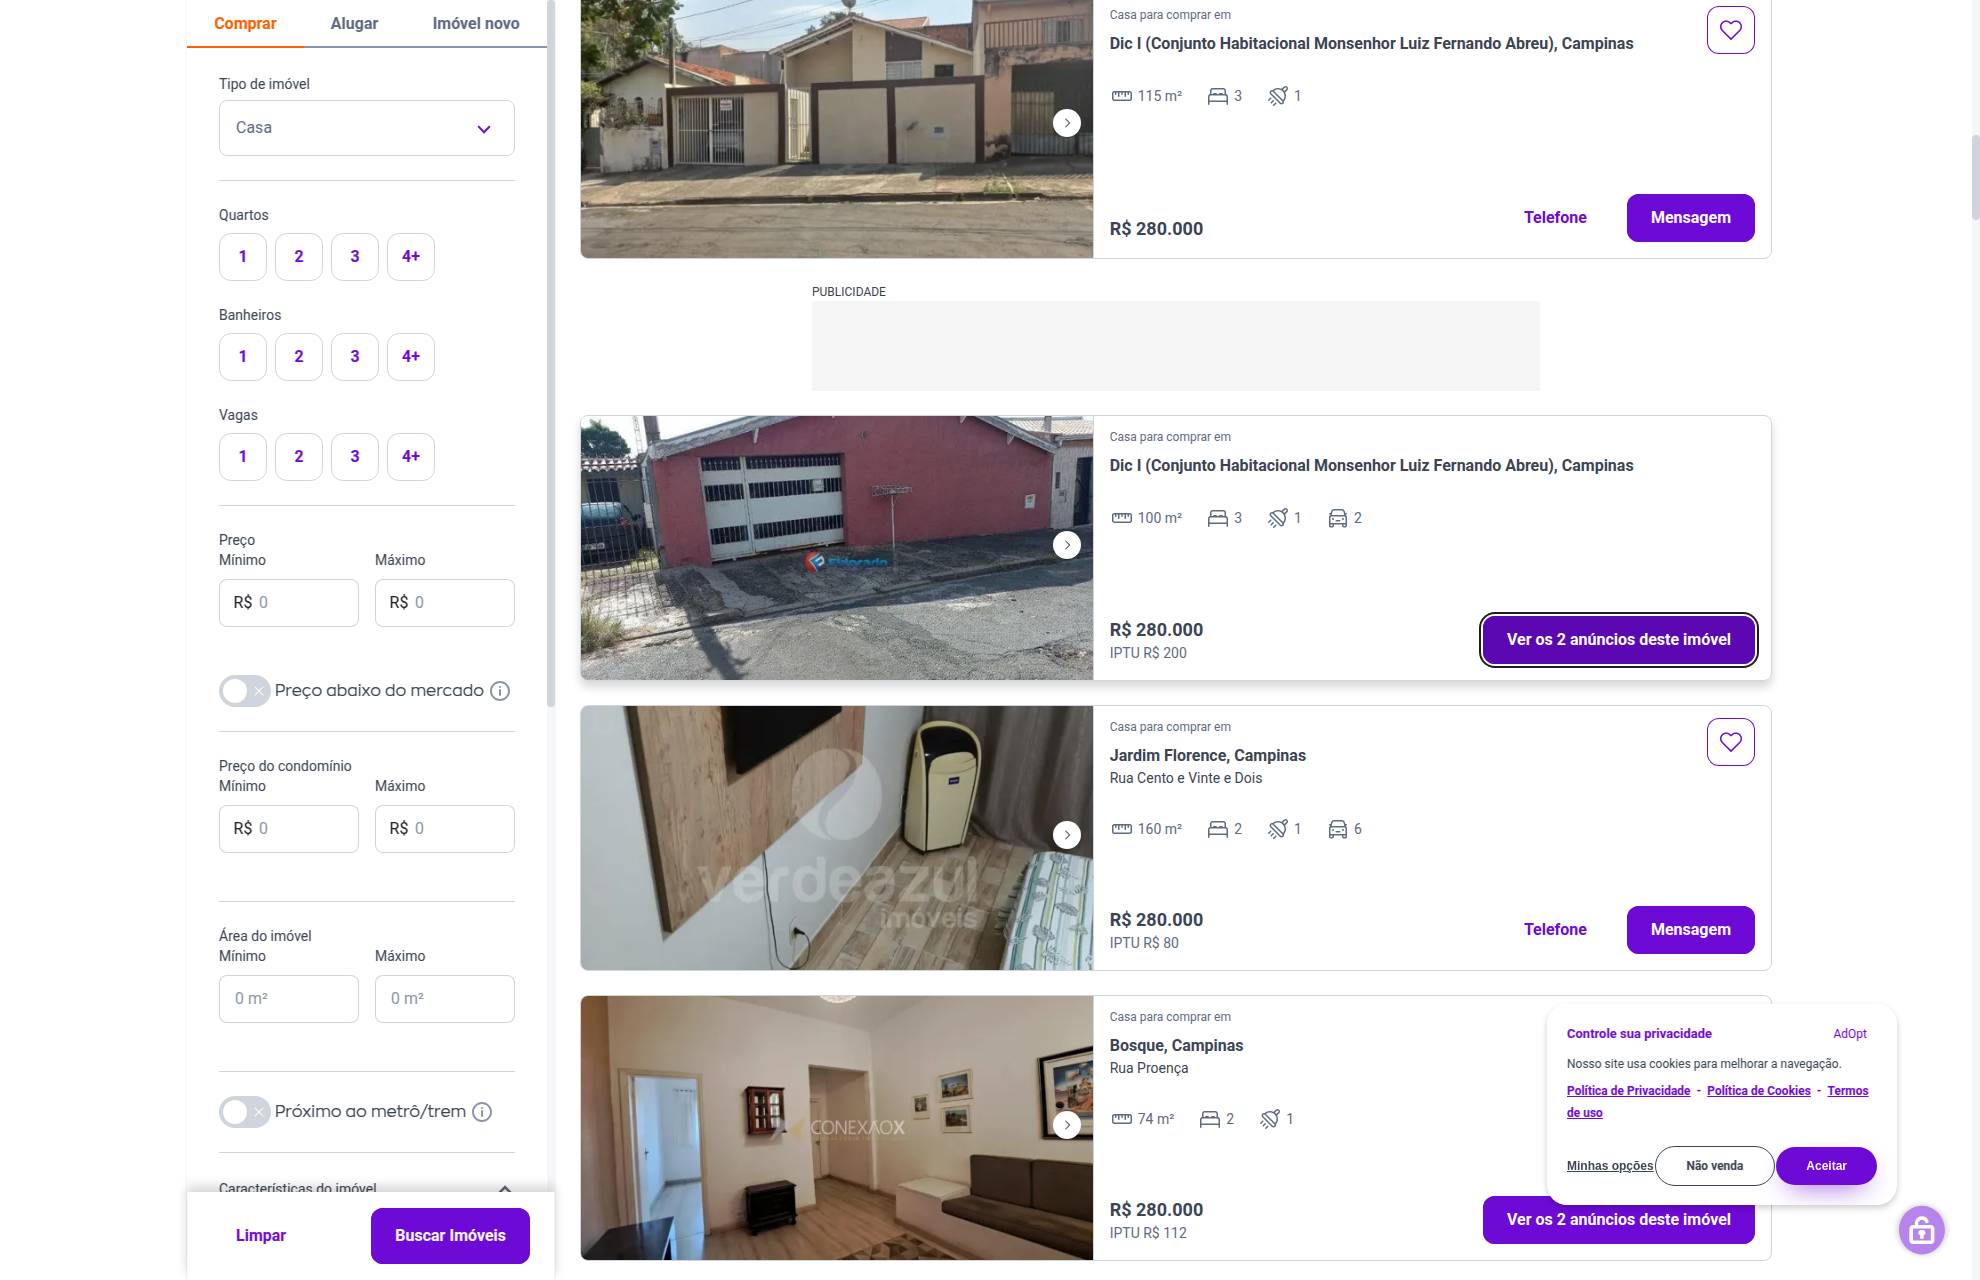 Comprar
Alugar
Imóvel novo
Tipo de imóvel
Casa
Quartos
1
2
3
4+
Banheiros
1
2
3
4+
Vagas
1
2
3
4+
Preço
Mínimo
Máximo
R$ 0
R$ 0
Preço abaixo do mercado
Preço do condomínio
Mínimo
Máximo
R$ 0
R$ 0
Área do imóvel
Mínimo
Máximo
0 m²
0 m²
Próximo ao metrô/trem
Características do imóvel
Limpar
Buscar Imóveis
Casa para comprar em
Dic I (Conjunto Habitacional Monsenhor Luiz Fernando Abreu), Campinas
115 m²
3
1
R$ 280.000
Telefone
Mensagem
PUBLICIDADE
Eldorado
Casa para comprar em
Dic I (Conjunto Habitacional Monsenhor Luiz Fernando Abreu), Campinas
100 m²
3
1
2
R$ 280.000
IPTU R$ 200
Ver os 2 anúncios deste imóvel
verdeazul
imóveis
Casa para comprar em
Jardim Florence, Campinas
Rua Cento e Vinte e Dois
160 m²
2
1
6
R$ 280.000
IPTU R$ 80
Telefone
Mensagem
CONEXAOX
Casa para comprar em
Bosque, Campinas
Rua Proença
74 m²
2
1
R$ 280.000
IPTU R$ 112
Ver os 2 anúncios deste imóvel
Controle sua privacidade
AdOpt
Nosso site usa cookies para melhorar a navegação.
Política de Privacidade - Política de Cookies - Termos
de uso
Minhas opções
Não venda
Aceitar